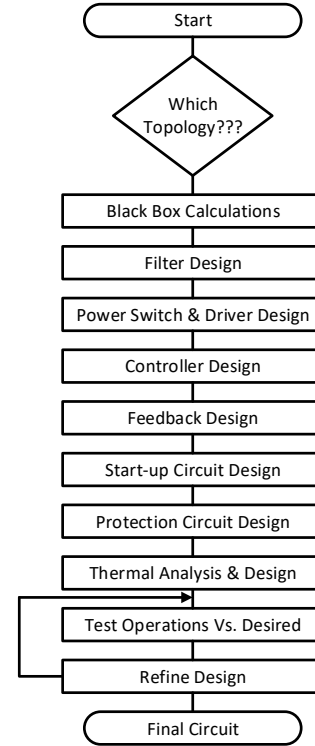 Start
Which
Topology???
Black Box Calculations
Filter Design
Power Switch & Driver Design
Controller Design
Feedback Design
Start-up Circuit Design
Protection Circuit Design
Thermal Analysis & Design
Test Operations Vs. Desired
Refine Design
Final Circuit